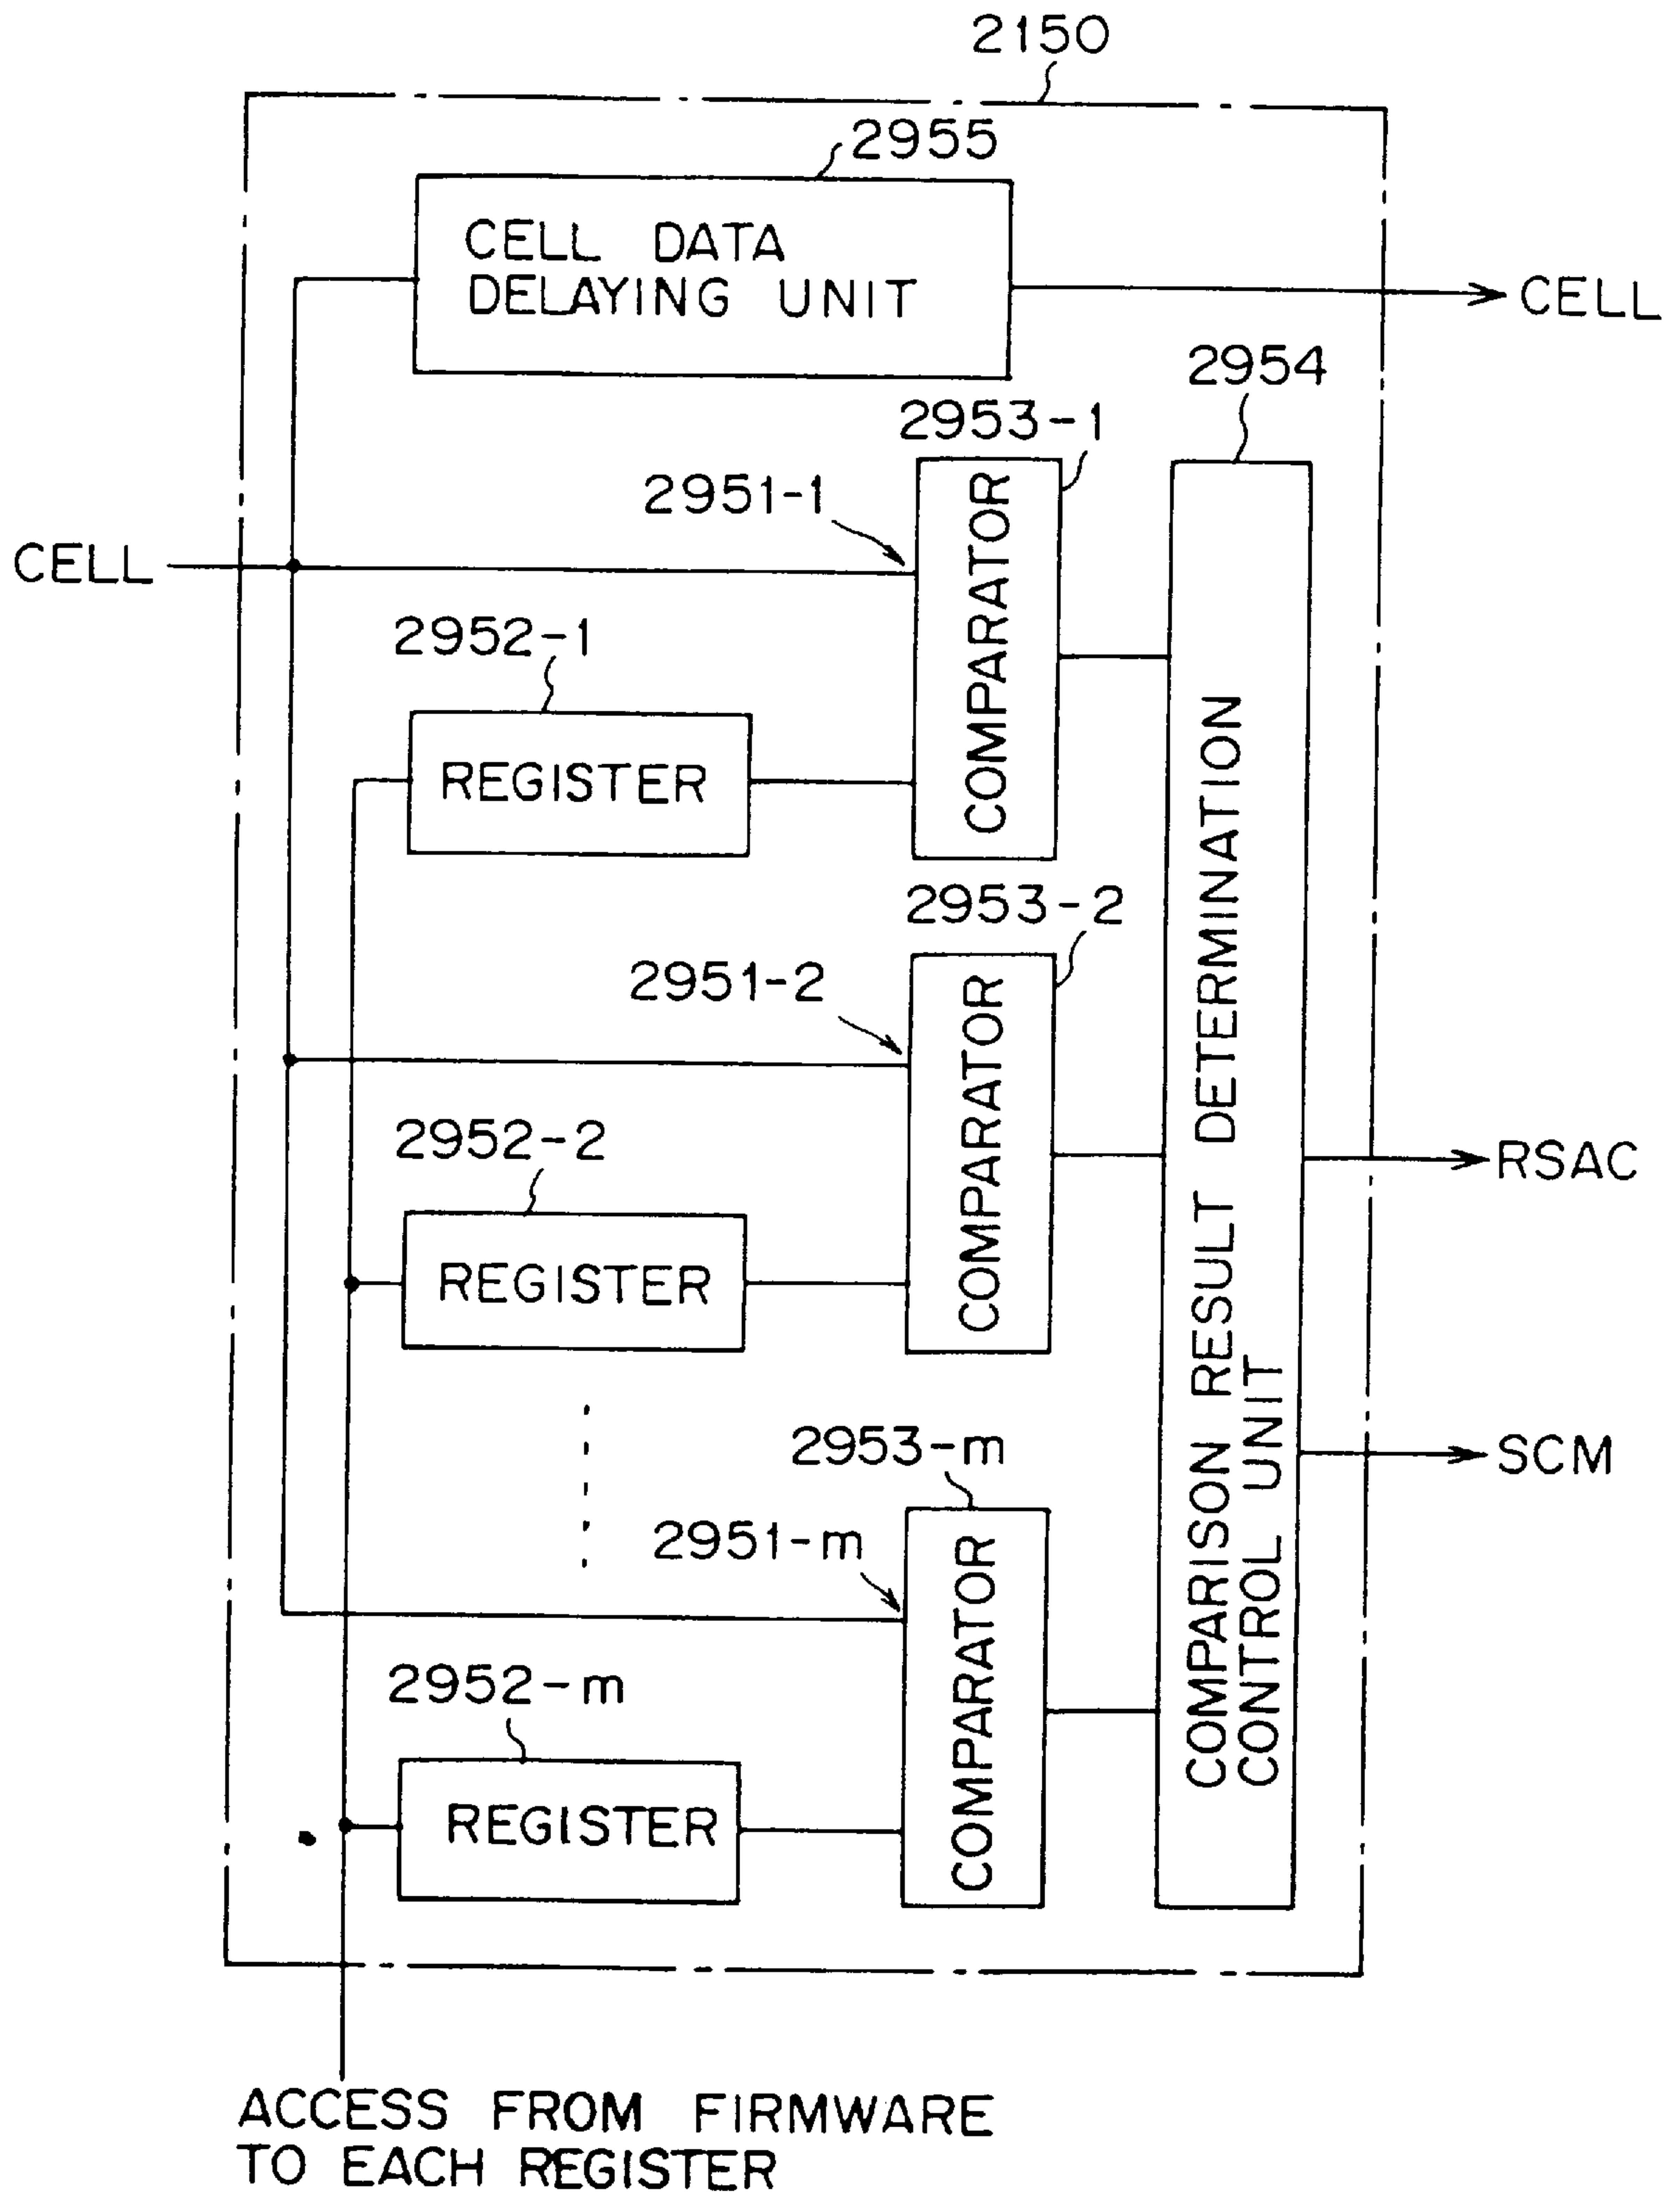 2150
2955
CELL DATA
DELAYING UNIT
CELL
2954
2953-1
2951-1
COMPARATOR
CELL
2952-1
REGISTER
2953-2
2951-2
COMPARATOR
2952-2
REGISTER
COMPARISON RESULT DETERMINATION
CONTROL UNIT
RSAC
SCM
2953-m
2951-m
COMPARATOR
2952-m
REGISTER
ACCESS FROM FIRMWARE
TO EACH REGISTER